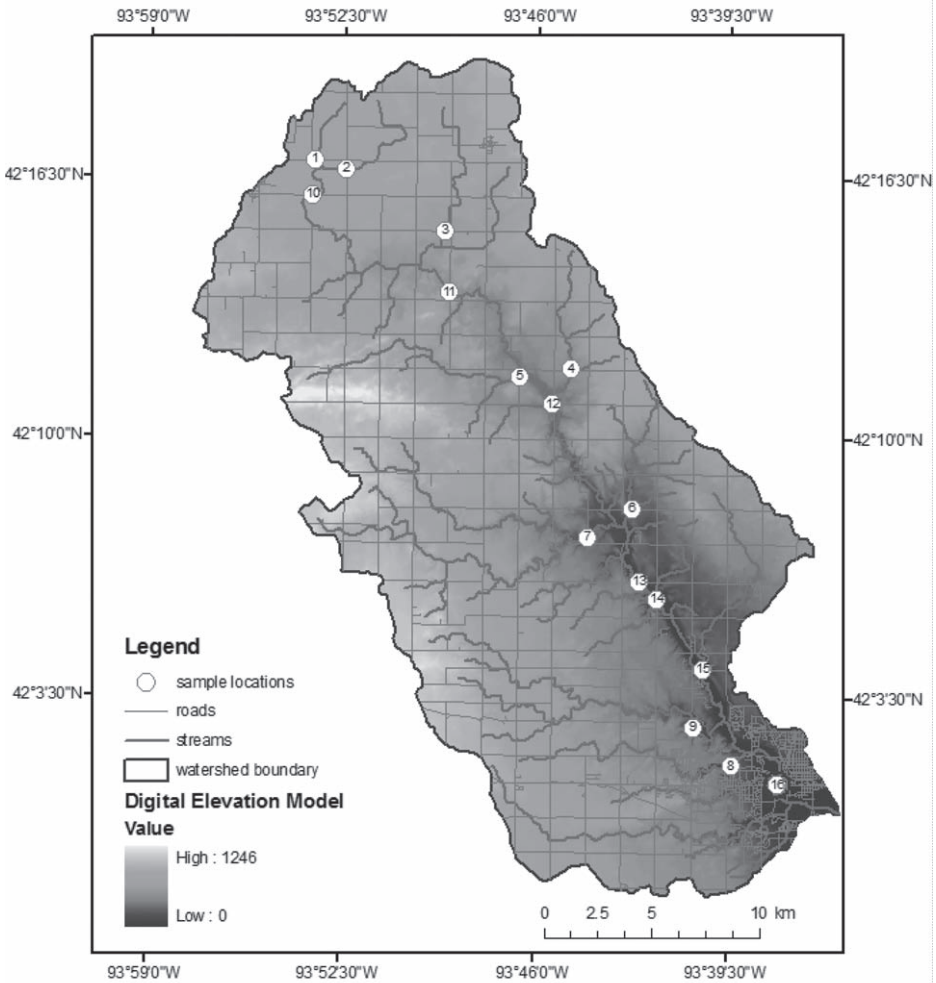 93°59'0"W 93°52'30"W 93°46'0"W 93°39'30"W
1
2
42°16'30"N 42°16'30"N
10
3
11
4
5
12
42°10'0"N 42°10'0"N
6
7
13
14
Legend
15
sample locations
42°3'30"N 42°3'30"N
roads
9
streams
8
watershed boundary
16
Digital Elevation Model
Value
High : 1246
Low : 0
0 2.5 5 10 km
93°59'0"W 93°52'30"W 93°46'0"W 93°39'30"W